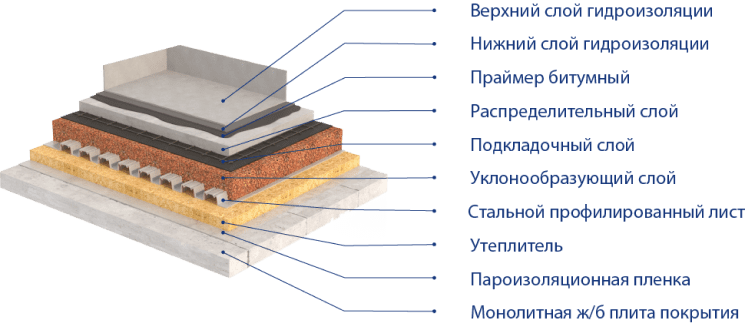 Верхний слой гидроизоляции
Нижний слой гидроизоляции
Праймер битумный
Распределительный слой
Подкладочный слой
Уклонообразующий слой
Стальной профилированный лист
Утеплитель
Пароизоляционная пленка
Монолитная ж/б плита покрытия